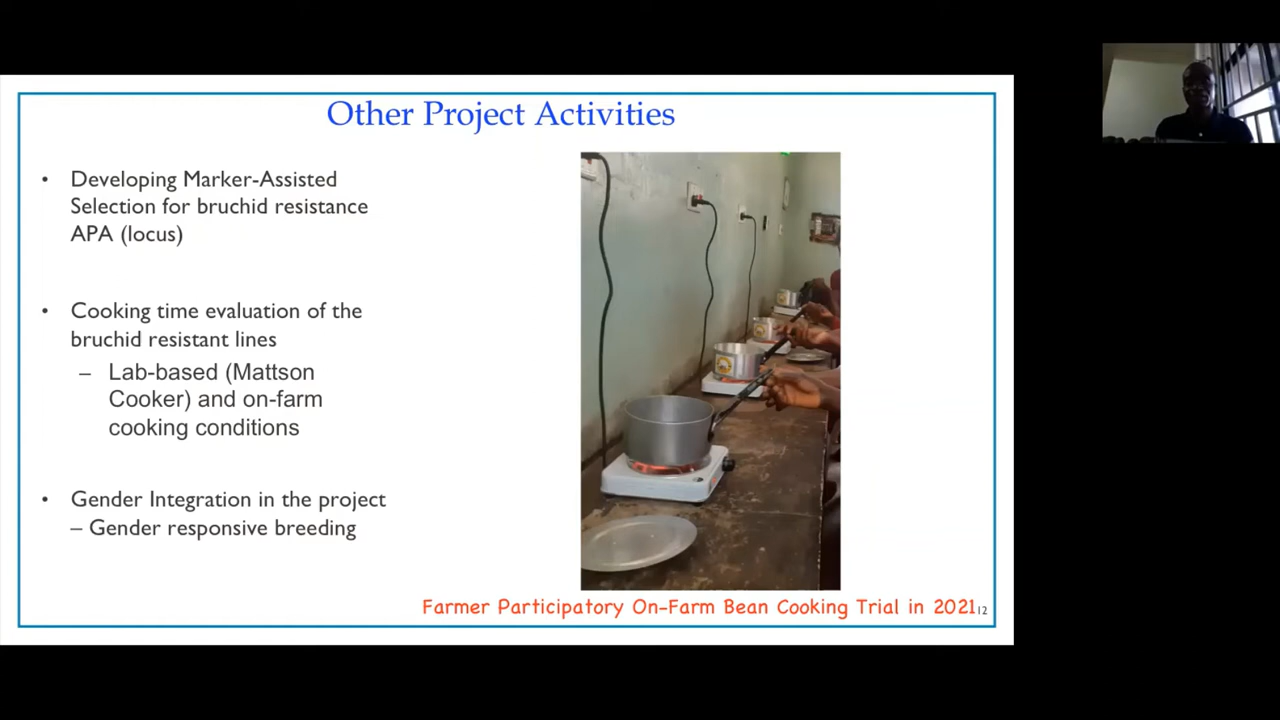 Other Project Activities
• Developing Marker-Assisted
Selection for bruchid resistance
APA (locus)
• Cooking time evaluation of the
bruchid resistant lines
– Lab-based (Mattson
Cooker) and on-farm
cooking conditions
• Gender Integration in the project
– Gender responsive breeding
Farmer Participatory On-Farm Bean Cooking Trial in 2021
12